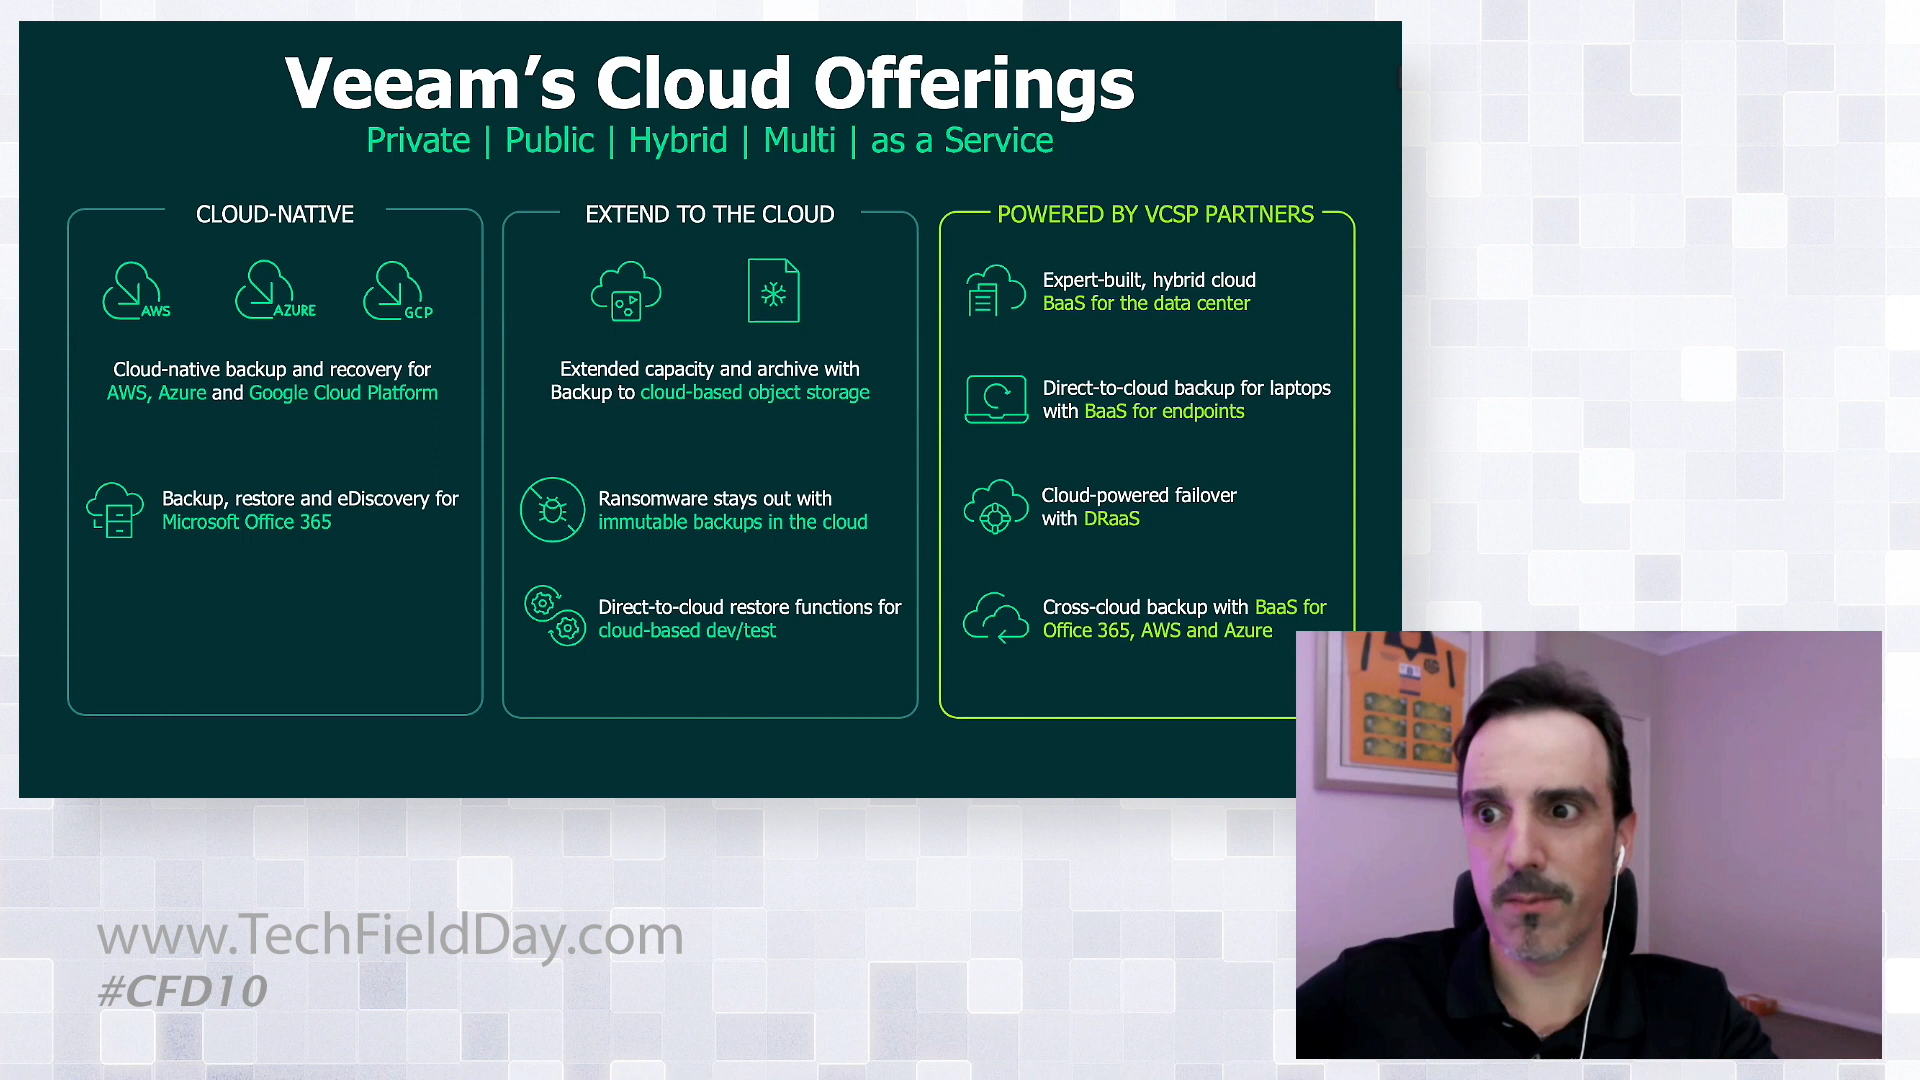 Veeam's Cloud Offerings
Private | Public | Hybrid | Multi | as a Service
CLOUD-NATIVE
AWS
AZURE
GCP
Cloud-native backup and recovery for
AWS, Azure and Google Cloud Platform
Backup, restore and eDiscovery for
Microsoft Office 365
EXTEND TO THE CLOUD
Extended capacity and archive with
Backup to cloud-based object storage
Ransomware stays out with
immutable backups in the cloud
Direct-to-cloud restore functions for
cloud-based dev/test
POWERED BY VCSP PARTNERS
Expert-built, hybrid cloud
BaaS for the data center
Direct-to-cloud backup for laptops
with BaaS for endpoints
Cloud-powered failover
with DRaaS
Cross-cloud backup with BaaS for
Office 365, AWS and Azure
www.TechFieldDay.com
#CFD10